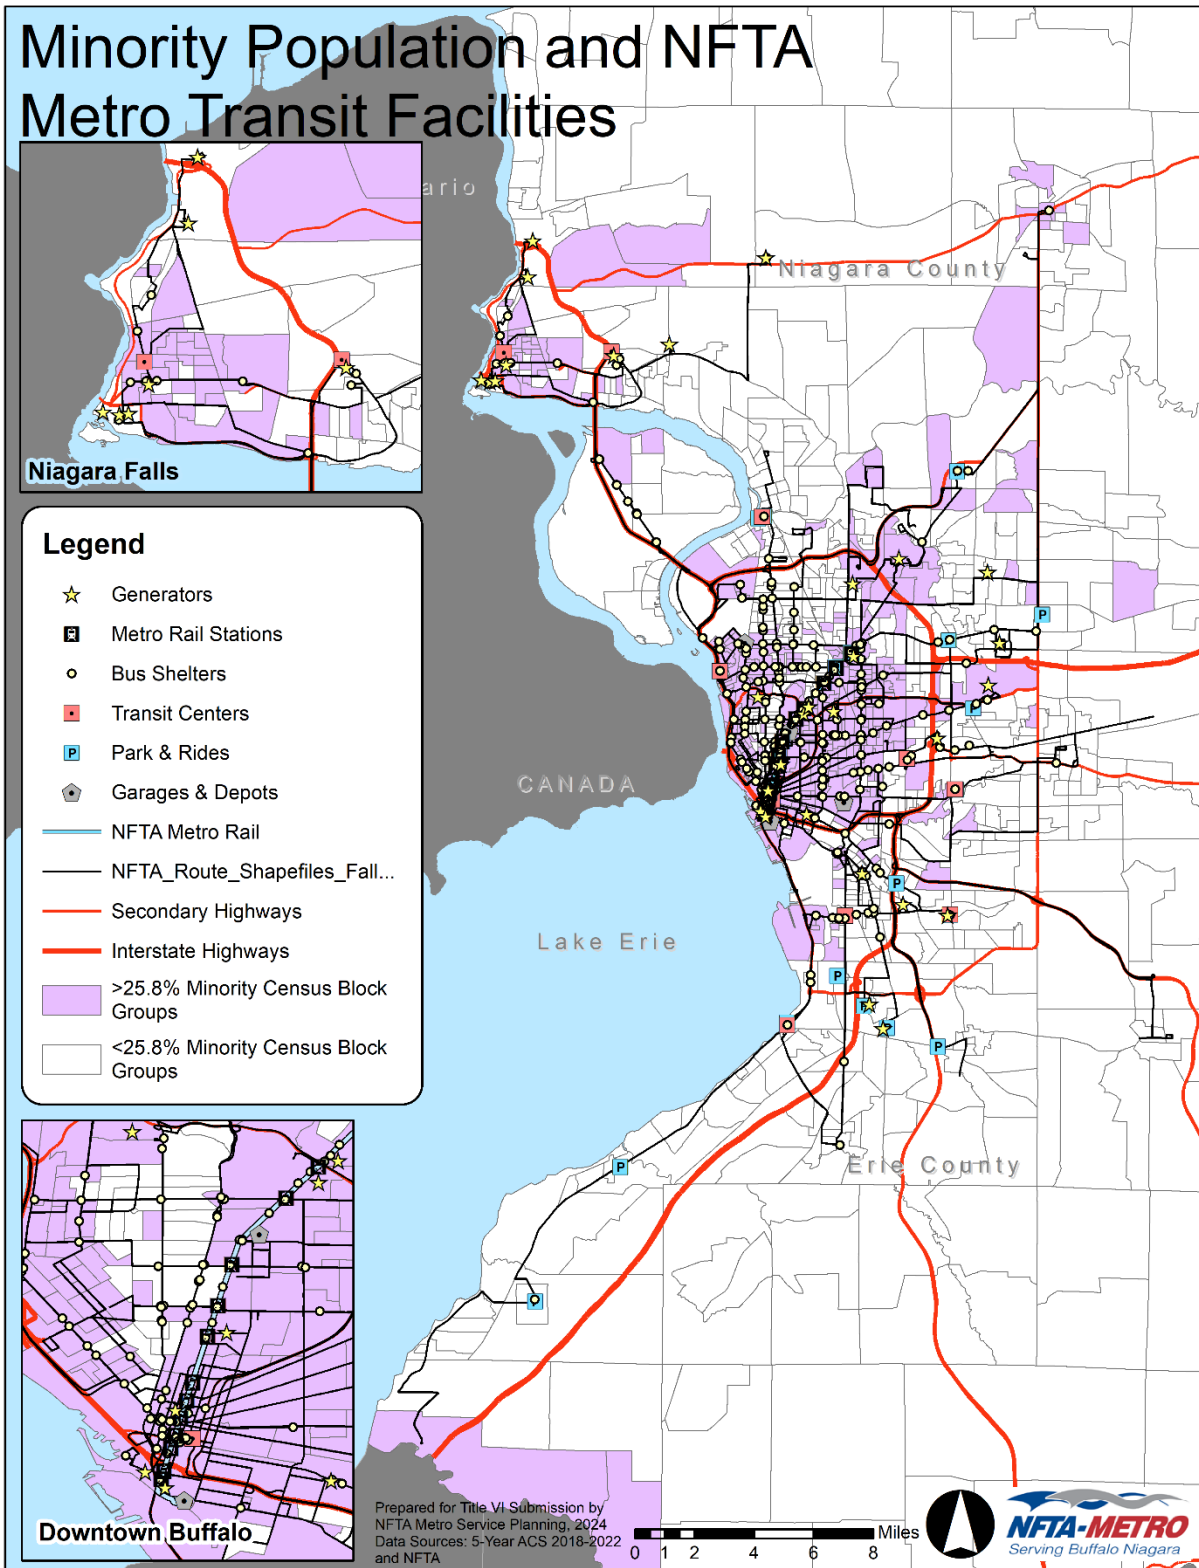 Minority Population and NFTA
Metro Transit Facilities
ario
Niagara County
Niagara Falls
Legend
Generators
Metro Rail Stations
Bus Shelters
Transit Centers
P
Park & Rides
Garages & Depots
NFTA Metro Rail
NFTA_Route_Shapefiles_Fall...
Secondary Highways
Interstate Highways
>25.8% Minority Census Block
Groups
<25.8% Minority Census Block
Groups
P
P
CANADA
P
Lake Erie
P
P
P
P
Erie County
Downtown Buffalo
Prepared for Title VI Submission by
NFTA Metro Service Planning, 2024
Data Sources: 5-Year ACS 2018-2022
and NFTA
Miles
0 1 2 4 6 8
NFTA-METRO
Serving Buffalo Niagara